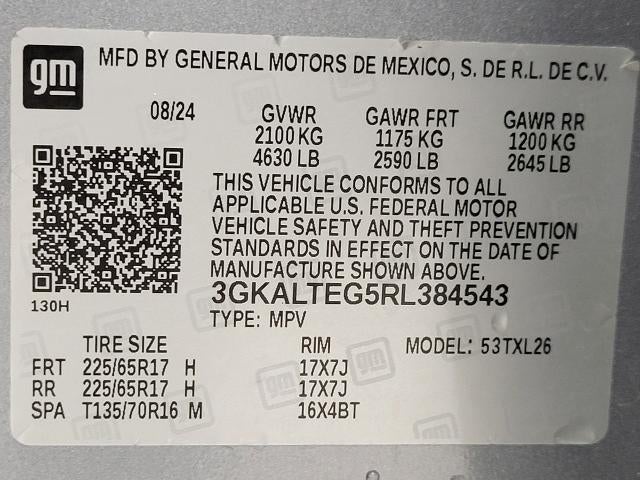 gm MFD BY GENERAL MOTORS DE MEXICO, S. DE R.L. DE C.V.
08/24 GVWR GAWR FRT GAWR RR
2100 KG 1175 KG 1200 KG
4630 LB 2590 LB 2645 LB
THIS VEHICLE CONFORMS TO ALL
APPLICABLE U.S. FEDERAL MOTOR
VEHICLE SAFETY AND THEFT PREVENTION
STANDARDS IN EFFECT ON THE DATE OF
MANUFACTURE SHOWN ABOVE.
130H 3GKALTEG5RL384543
TYPE: MPV
TIRE SIZE RIM MODEL: 53TXL26
FRT 225/65R17 H 17X7J
RR 225/65R17 H 17X7J
SPA T135/70R16 M 16X4BT